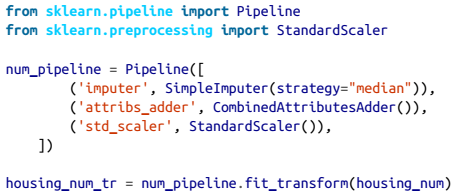 from sklearn.pipeline import Pipeline
from sklearn.preprocessing import StandardScaler

num_pipeline = Pipeline([
        ('imputer', SimpleImputer(strategy="median")),
        ('attribs_adder', CombinedAttributesAdder()),
        ('std_scaler', StandardScaler()),
    ])

housing_num_tr = num_pipeline.fit_transform(housing_num)